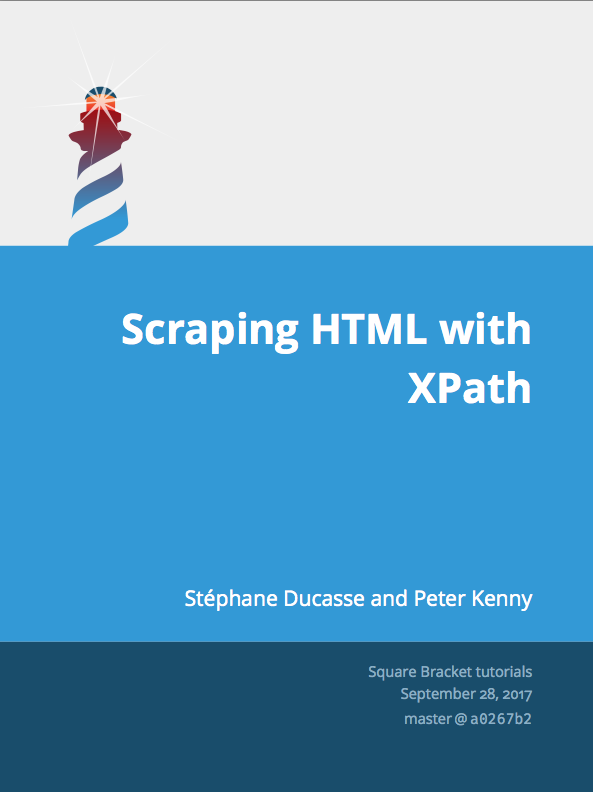 Scraping HTML with
XPath
Stéphane Ducasse and Peter Kenny
Square Bracket tutorials
September 28, 2017
master @ a0267b2